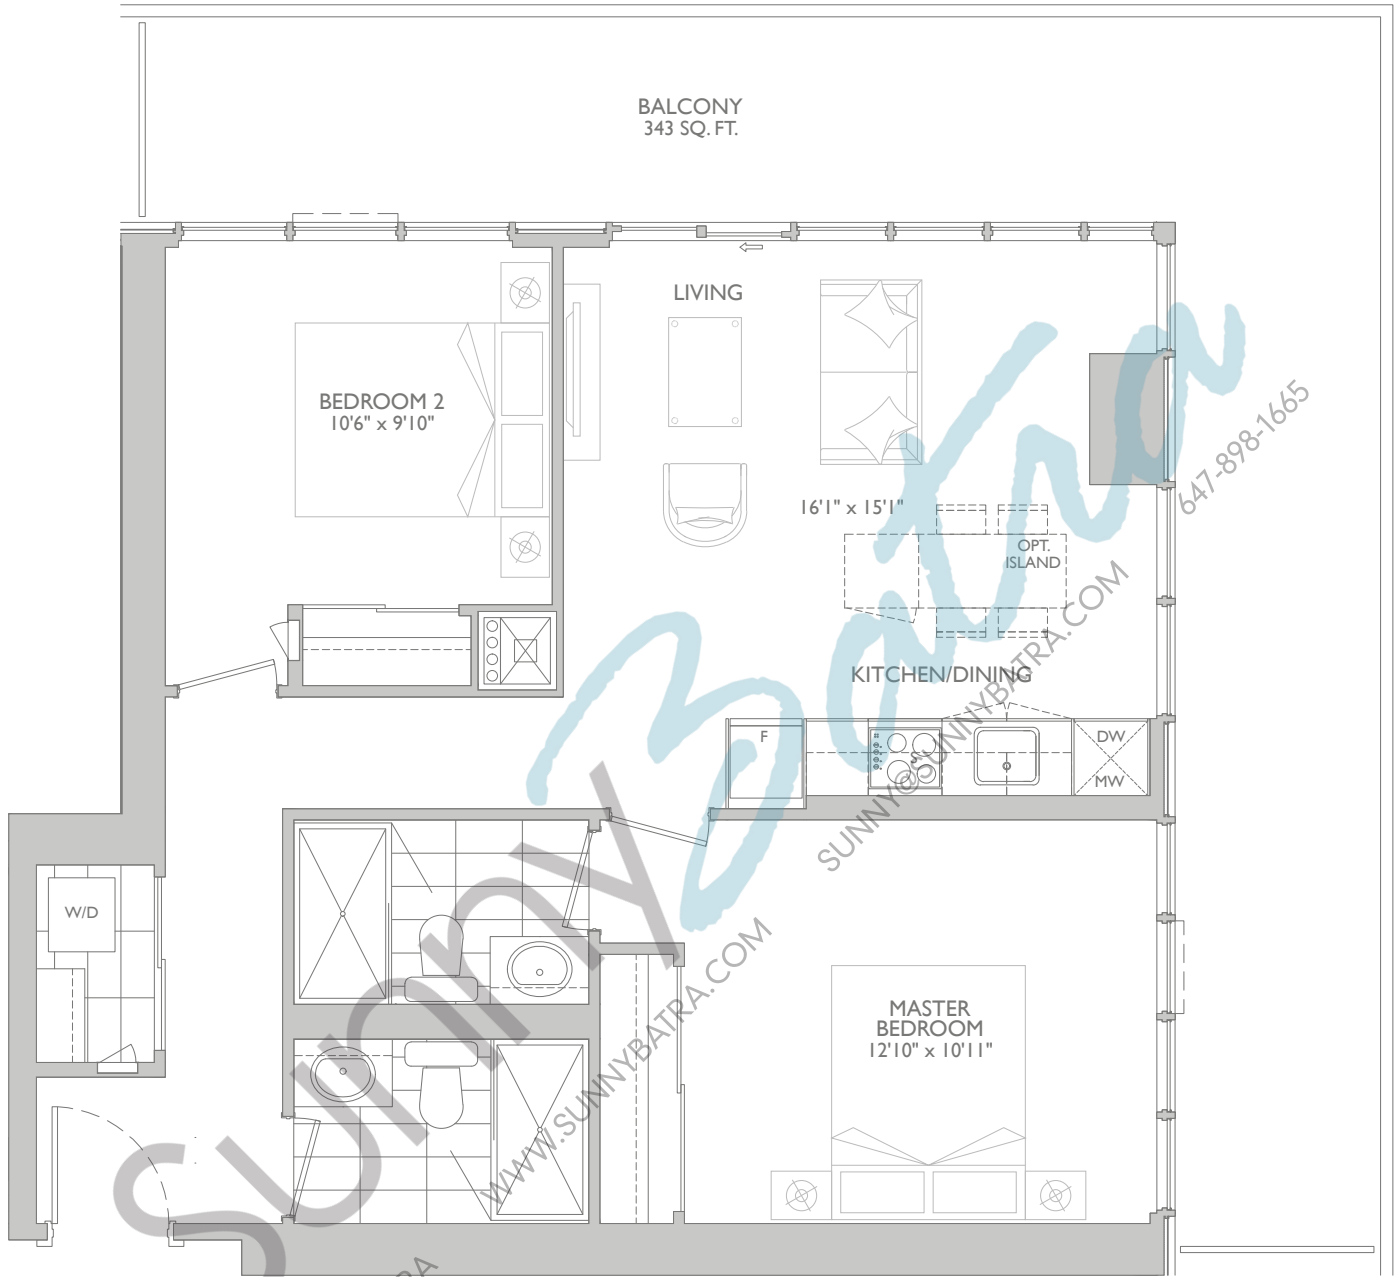 BALCONY
343 SQ. FT.
LIVING
BEDROOM 2
10'6" x 9'10"
16'1" x 15'1"
OPT.
ISLAND
KITCHEN/DINING
F
DW
MW
W/D
MASTER
BEDROOM
12'10" x 10'11"
Sunny Batra
647-898-1665
SUNNY@SUNNYBATRA.COM
WWW.SUNNYBATRA.COM